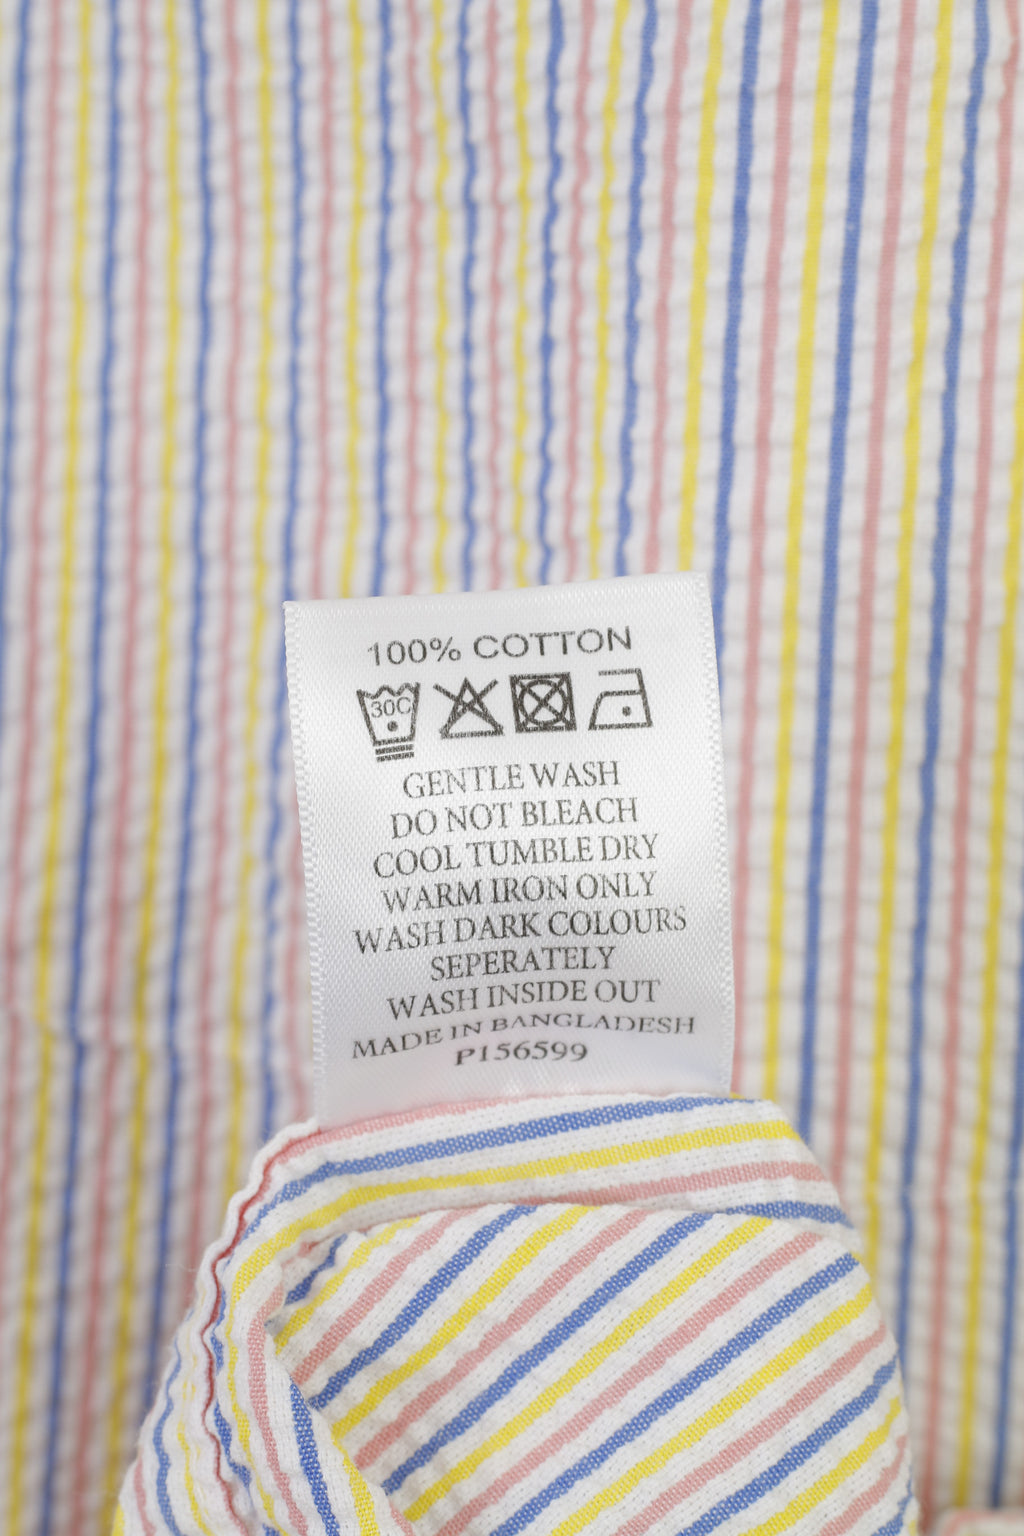 100% COTTON
30C
GENTLE WASH
DO NOT BLEACH
COOL TUMBLE DRY
WARM IRON ONLY
WASH DARK COLOURS
SEPERATELY
WASH INSIDE OUT
MADE IN BANGLADESH
P156599